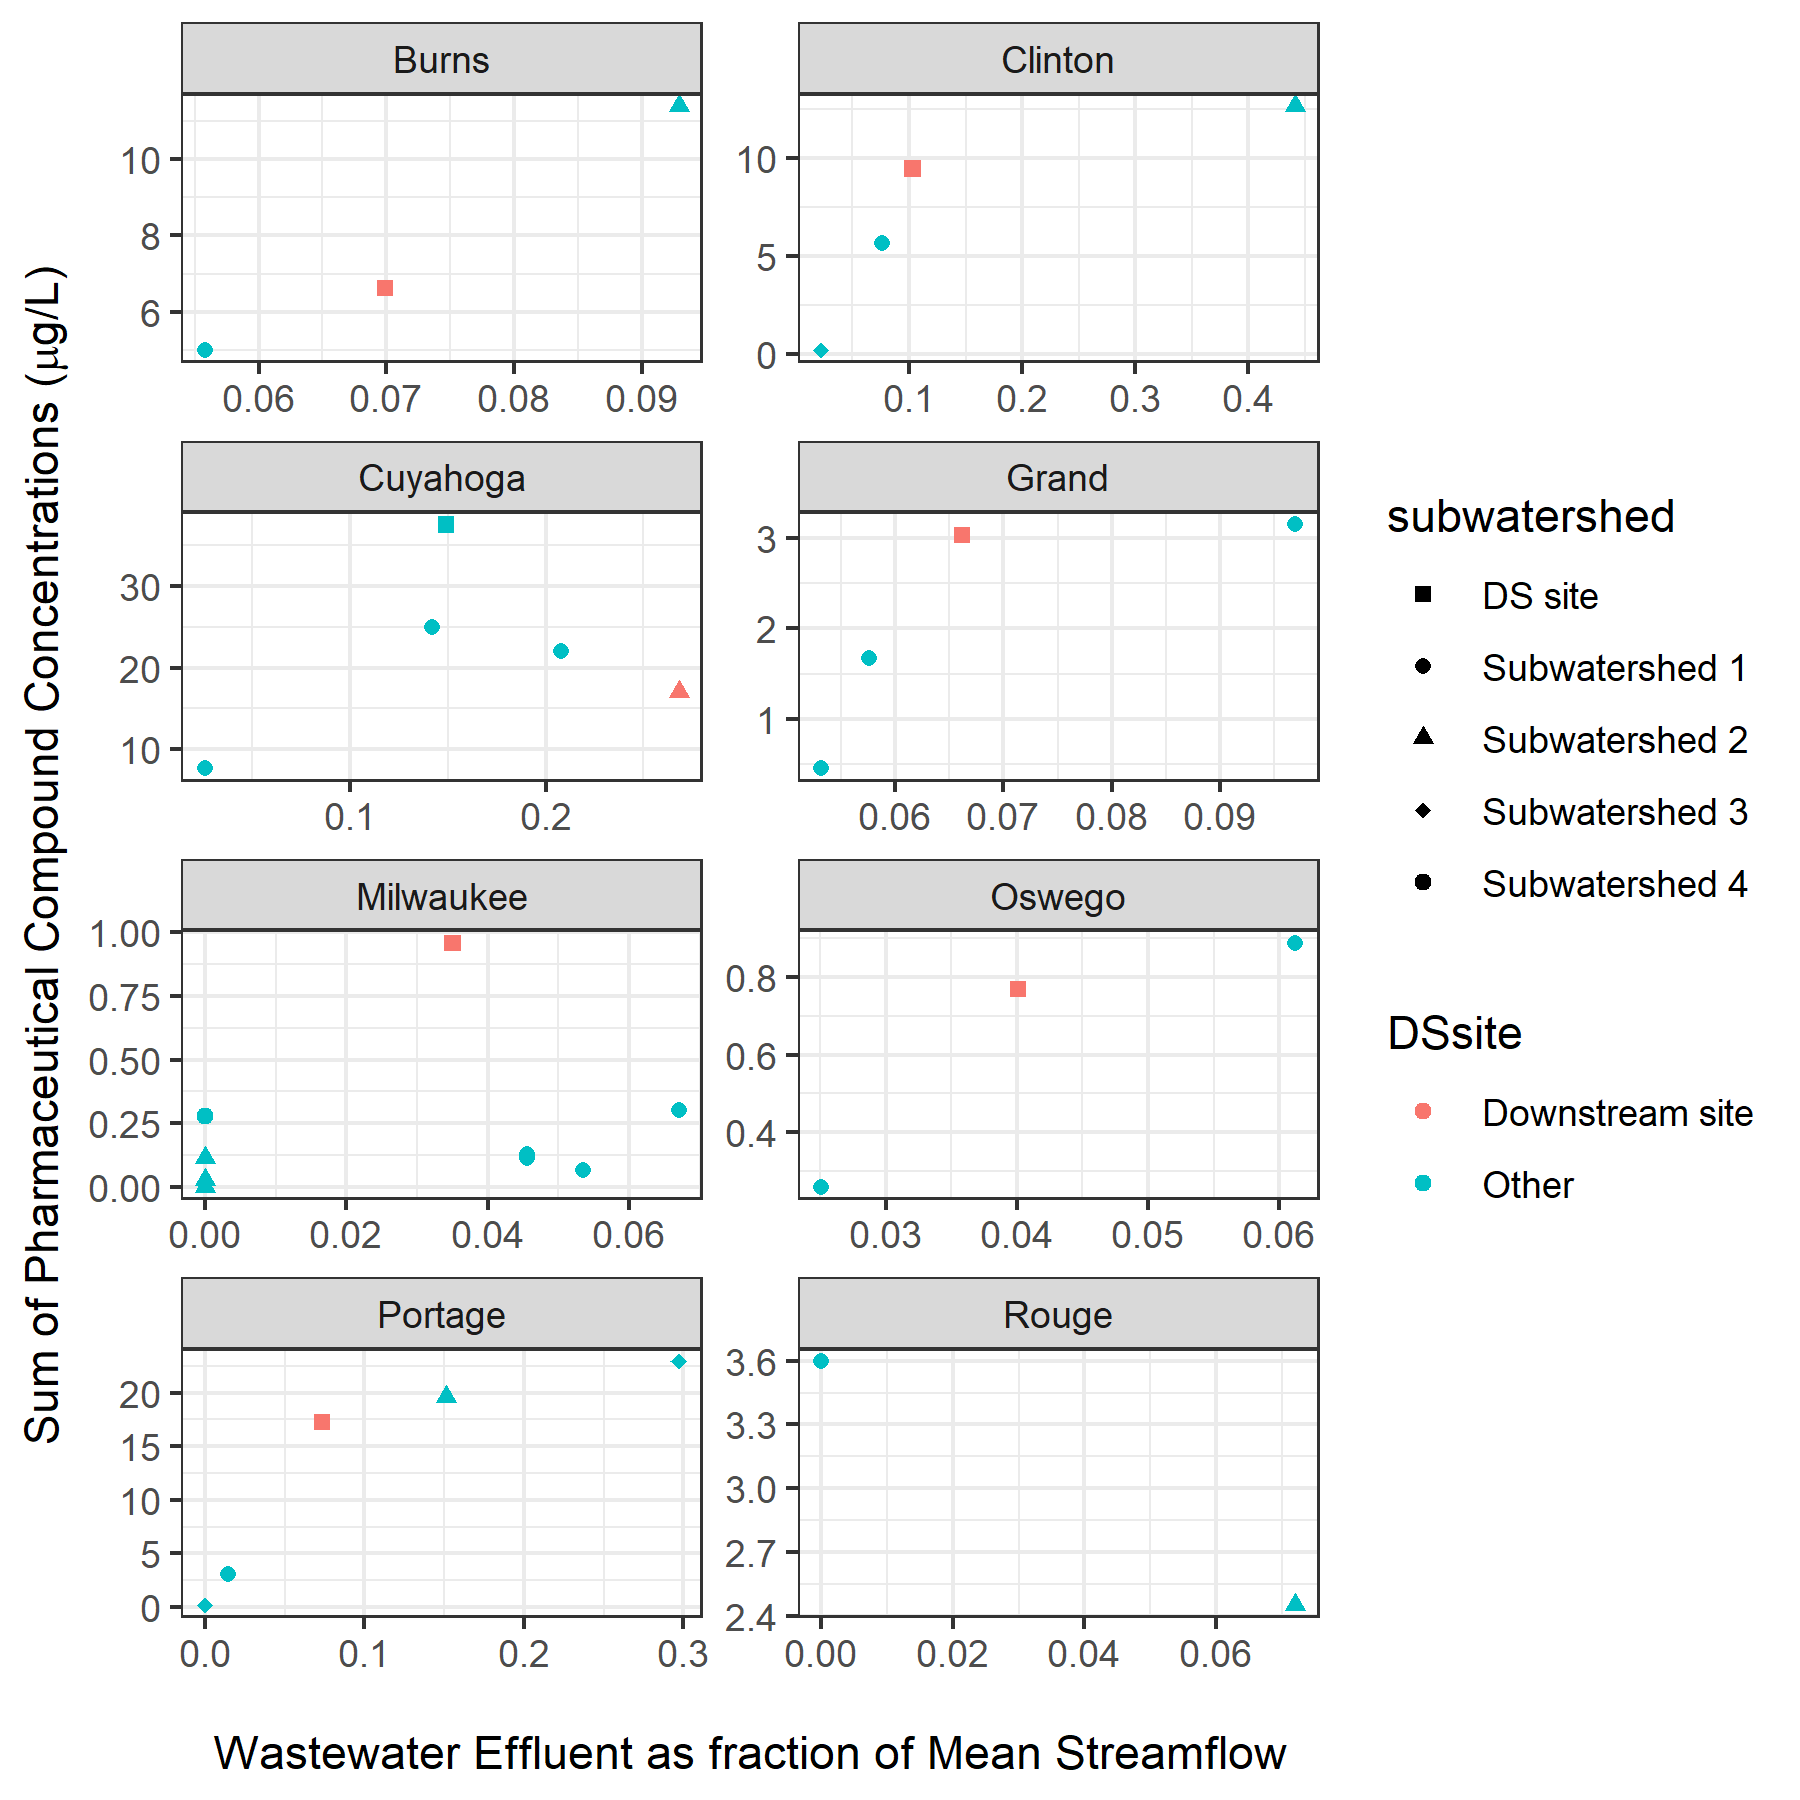 Burns
Clinton
10
8
6
10
5
0
0.06 0.07 0.08 0.09
0.1 0.2 0.3 0.4
Cuyahoga
Grand
30
20
10
3
2
1
0.1 0.2
0.06 0.07 0.08 0.09
Milwaukee
Oswego
1.00
0.75
0.50
0.25
0.00
0.8
0.6
0.4
0.00 0.02 0.04 0.06
0.03 0.04 0.05 0.06
Portage
Rouge
20
15
10
5
0
3.6
3.3
3.0
2.7
2.4
0.0 0.1 0.2 0.3
0.00 0.02 0.04 0.06
Sum of Pharmaceutical Compound Concentrations (μg/L)
Wastewater Effluent as fraction of Mean Streamflow
subwatershed
DS site
Subwatershed 1
Subwatershed 2
Subwatershed 3
Subwatershed 4
DSsite
Downstream site
Other